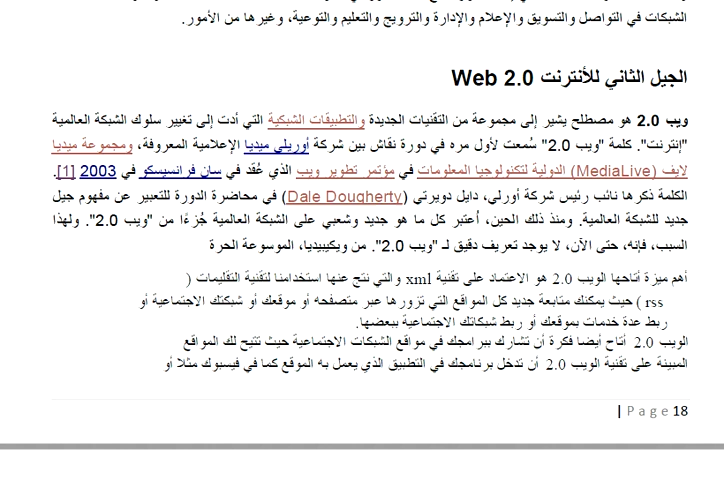 الشبكات في التواصل والتسويق والإعلام والإدارة والترويج والتعليم والتوعية، وغيرها من الأمور.
الجيل الثاني للأنترنت Web 2.0
ويب 2.0 هو مصطلح يشير إلى مجموعة من التقنيات الجديدة والتطبيقات الشبكية التي أدت إلى تغيير سلوك الشبكة العالمية
"إنترنت". كلمة "ويب 2.0" سُمعت لأول مره في دورة نقاش بين شركة أوريلي ميديا الإعلامية المعروفة، ومجموعة ميديا
لايف (MediaLive) الدولية لتكنولوجيا المعلومات في مؤتمر تطوير ويب الذي عُقد في سان فرانسيسكو في 2003 [1].
الكلمة ذكرها نائب رئيس شركة أورلي، دايل دويرتي (Dale Dougherty) في محاضرة الدورة للتعبير عن مفهوم جيل
جديد للشبكة العالمية. ومنذ ذلك الحين، أُعتبر كل ما هو جديد وشعبي على الشبكة العالمية جُزءًا من "ويب 2.0". ولهذا
السبب، فإنه، حتى الآن، لا يوجد تعريف دقيق لـ "ويب 2.0". من ويكيبيديا، الموسوعة الحرة
أهم ميزة أتاحها الويب 2.0 هو الاعتماد على تقنية xml والتي نتج عنها استخدامنا لتقنية التقليمات (
rss ) حيث يمكنك متابعة جديد كل المواقع التي تزورها عبر متصفحه أو موقعك أو شبكتك الاجتماعية أو
ربط عدة خدمات بموقعك أو ربط شبكاتك الاجتماعية ببعضها.
الويب 2.0 أتاح أيضا فكرة أن تشارك ببرامجك في مواقع الشبكات الاجتماعية حيث تتيح لك المواقع
المبينة على تقنية الويب 2.0 أن تدخل برنامجك في التطبيق الذي يعمل به الموقع كما في فيسبوك مثلا أو
| Page 18